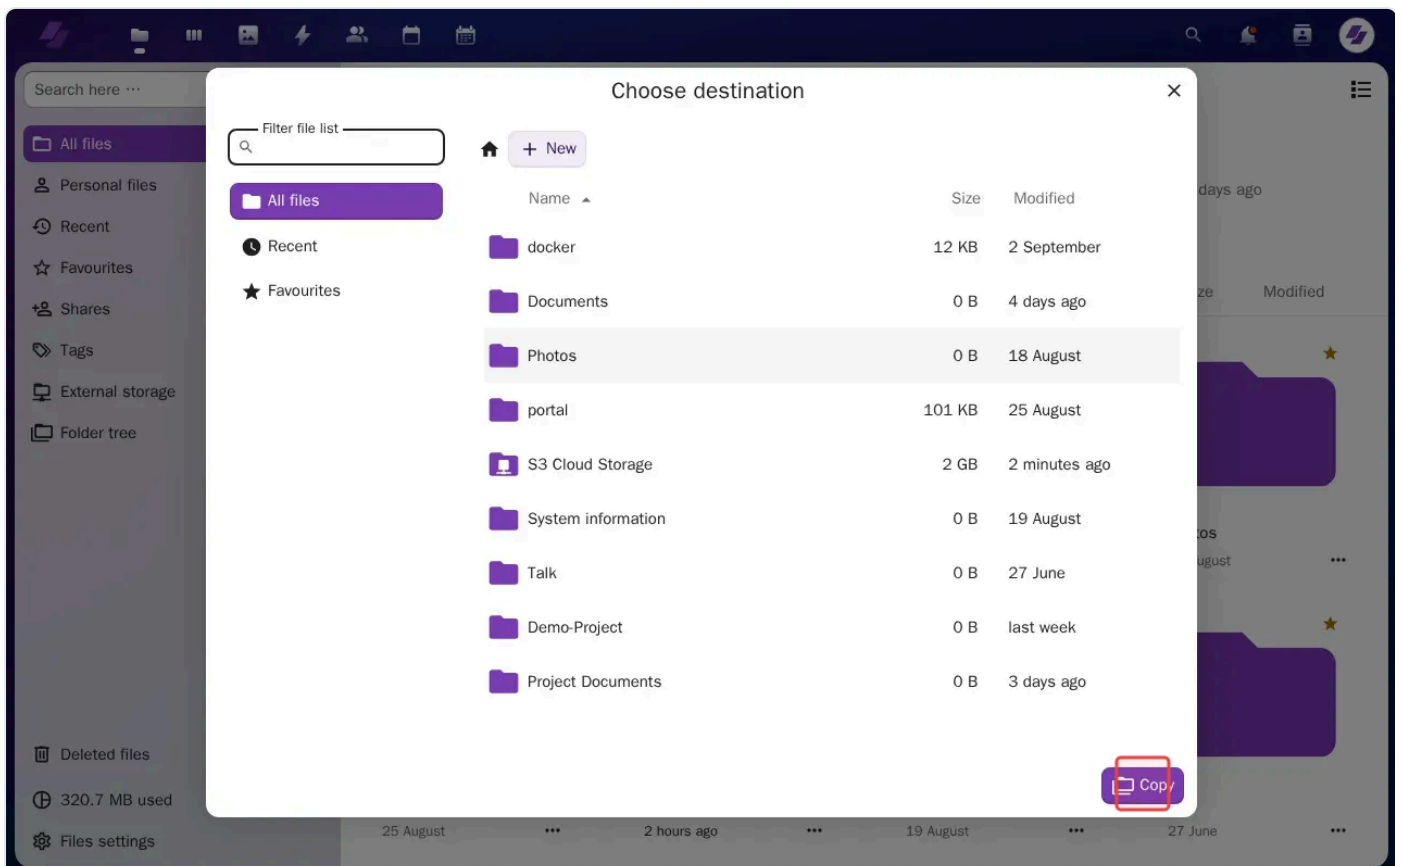 Search here ...
All files
Personal files
Recent
Favourites
Shares
Tags
External storage
Folder tree
Deleted files
320.7 MB used
Files settings
Choose destination
Filter file list
All files
Recent
Favourites
+ New
Name Size Modified
docker 12 KB 2 September
Documents 0 B 4 days ago
Photos 0 B 18 August
portal 101 KB 25 August
S3 Cloud Storage 2 GB 2 minutes ago
System information 0 B 19 August
Talk 0 B 27 June
Demo-Project 0 B last week
Project Documents 0 B 3 days ago
Copy
days ago
Modified
25 August ... 2 hours ago ... 19 August ... 27 June ...